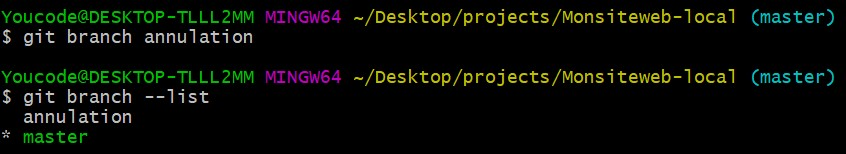 Youcode@DESKTOP-TLLL2MM MINGW64 ~/Desktop/projects/Monsiteweb-local (master)
$ git branch annulation
Youcode@DESKTOP-TLLL2MM MINGW64 ~/Desktop/projects/Monsiteweb-local (master)
$ git branch --list
  annulation
* master